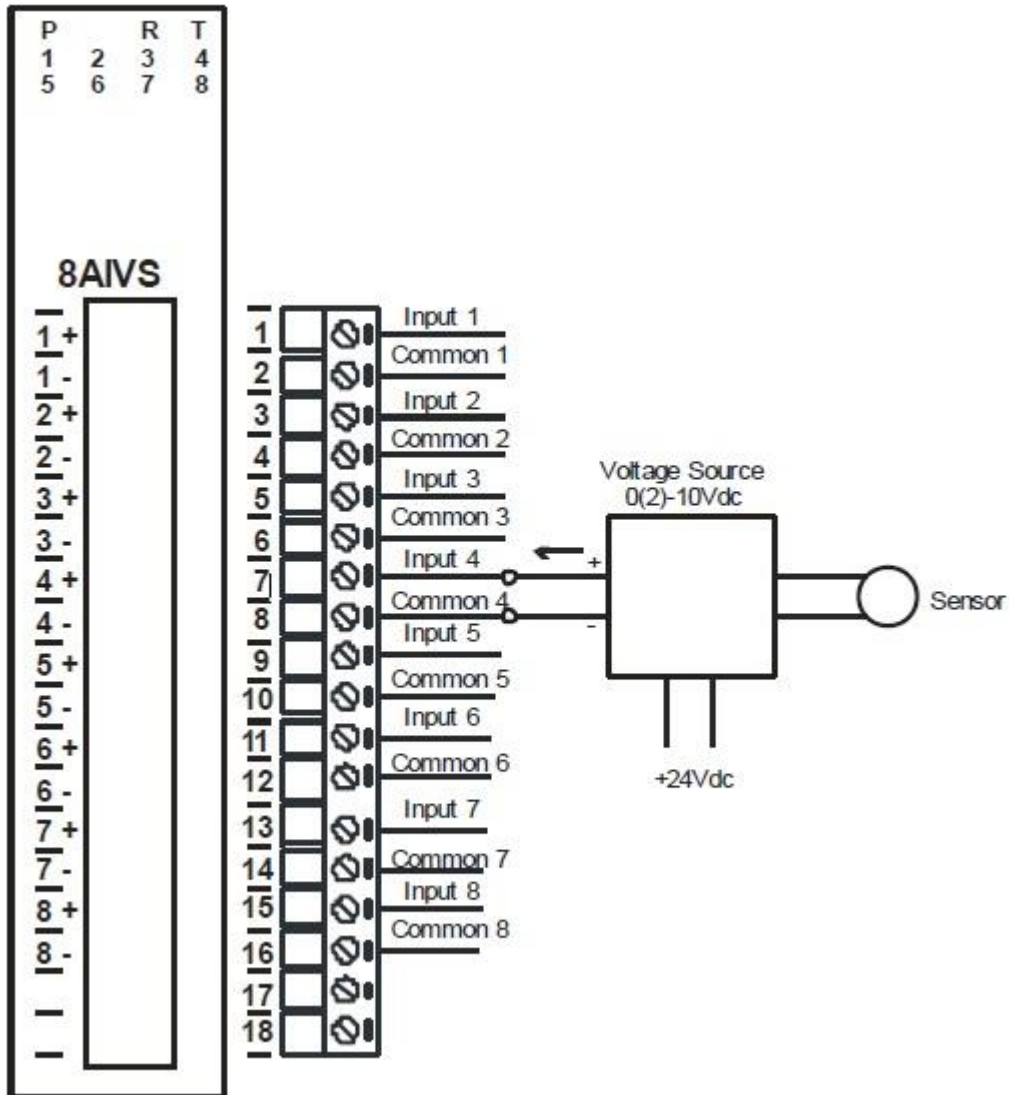 P R T
1 2 3 4
5 6 7 8
8AIVS
1 +
1 -
2 +
2 -
3 +
3 -
4 +
4 -
5 +
5 -
6 +
6 -
7 +
7 -
8 +
8 -
1 Input 1
2 Common 1
3 Input 2
4 Common 2
5 Input 3
6 Common 3
7 Input 4
8 Common 4
9 Input 5
10 Common 5
11 Input 6
12 Common 6
13 Input 7
14 Common 7
15 Input 8
16 Common 8
17
18
Voltage Source
0(2)-10Vdc
+
-
Sensor
+24Vdc